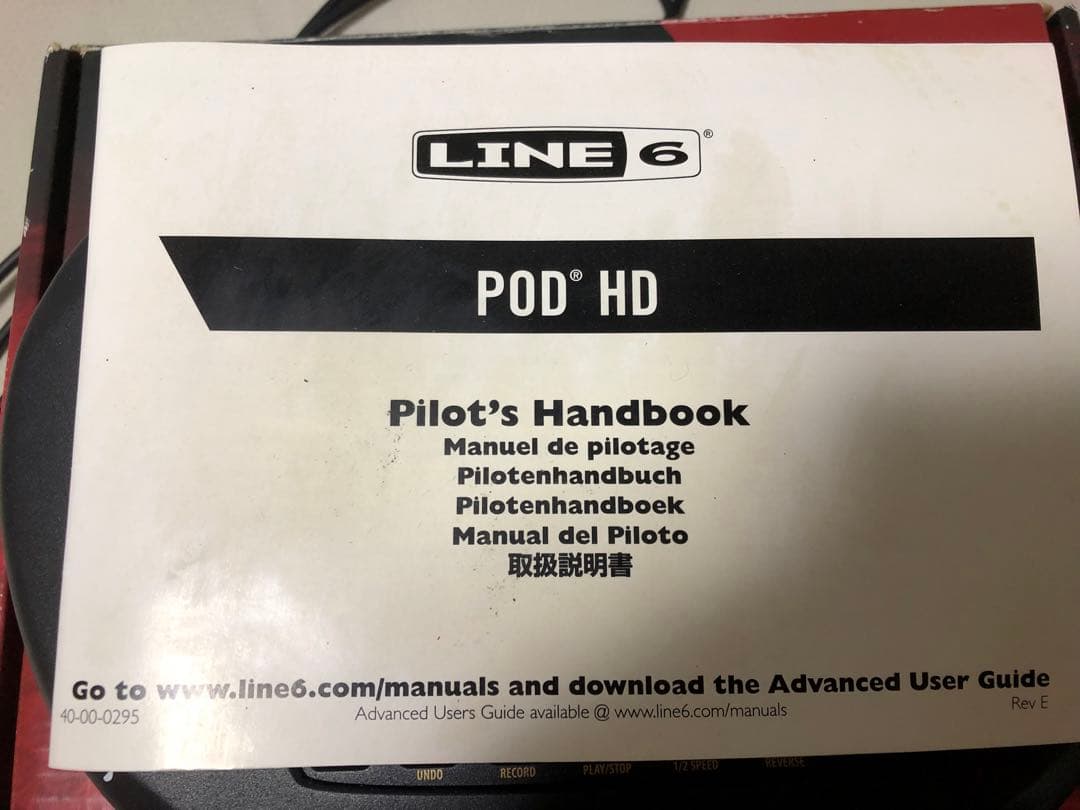 LINE 6®
POD® HD
Pilot's Handbook
Manuel de pilotage
Pilotenhandbuch
Pilotenhandboek
Manual del Piloto
取扱説明書
Go to www.line6.com/manuals and download the Advanced User Guide
40-00-0295
Advanced Users Guide available @ www.line6.com/manuals
Rev E
UNDO
RECORD
PLAY/STOP
1/2 SPEED
REVERSE